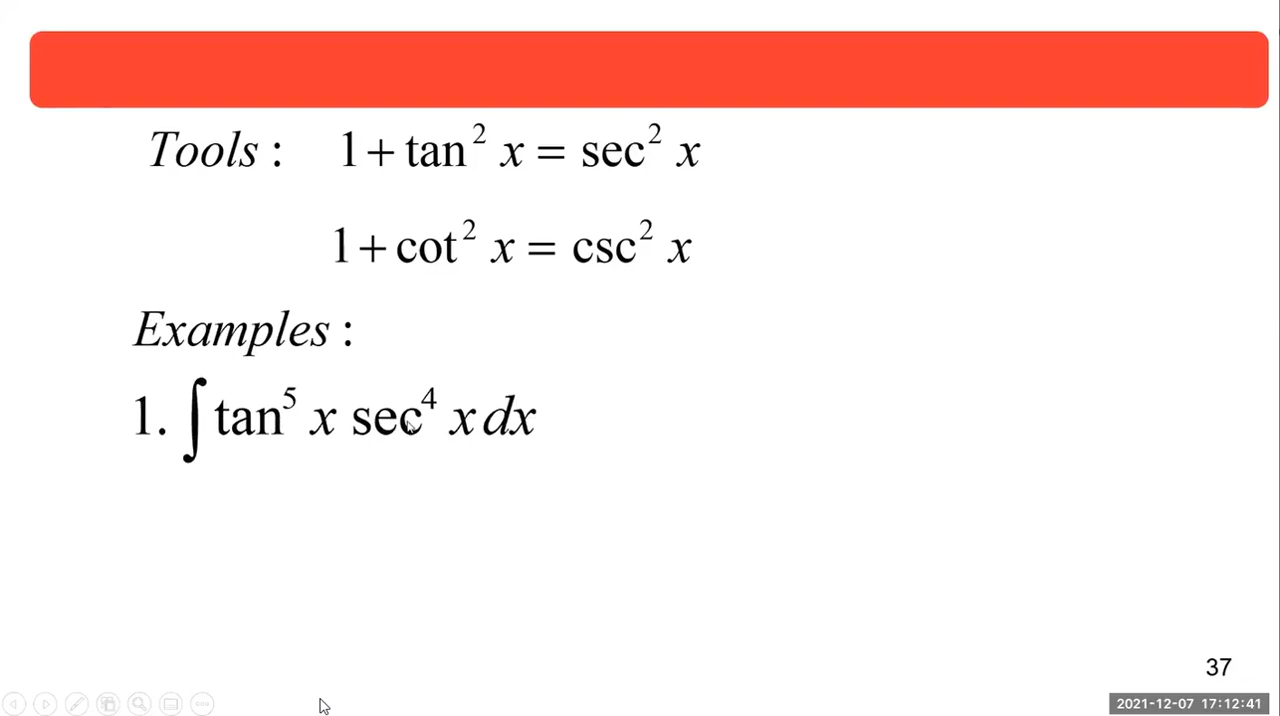 Tools : 1 + tan² x = sec² x
1 + cot² x = csc² x
Examples :
1. ∫ tan⁵ x sec⁴ x dx
37
2021-12-07 17:12:41